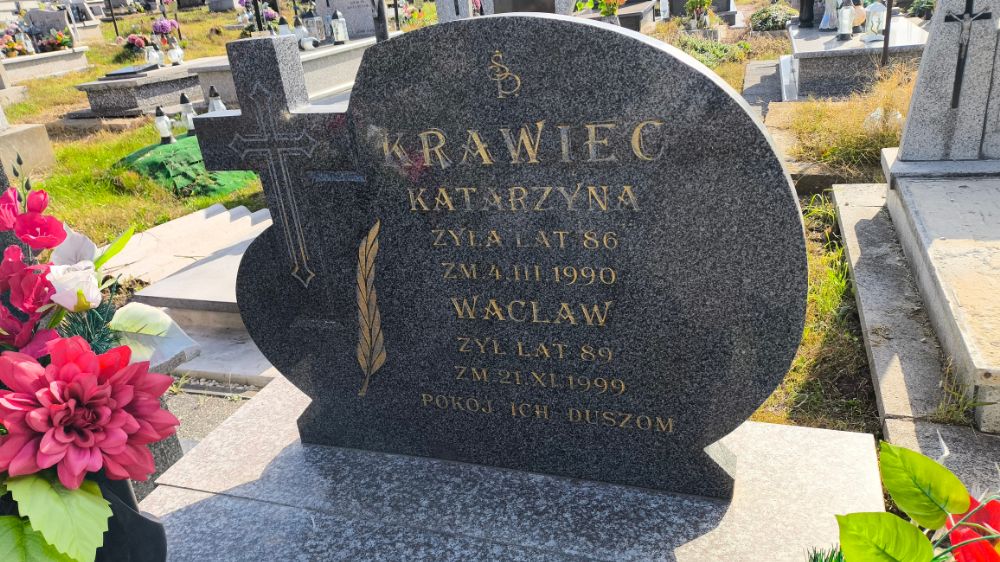 ŚP
KRAWIEC
KATARZYNA
ŻYŁA LAT 86
ZM 4.III 1990
WACŁAW
ŻYŁ LAT 89
ZM 21.XI.1999
POKÓJ ICH DUSZOM